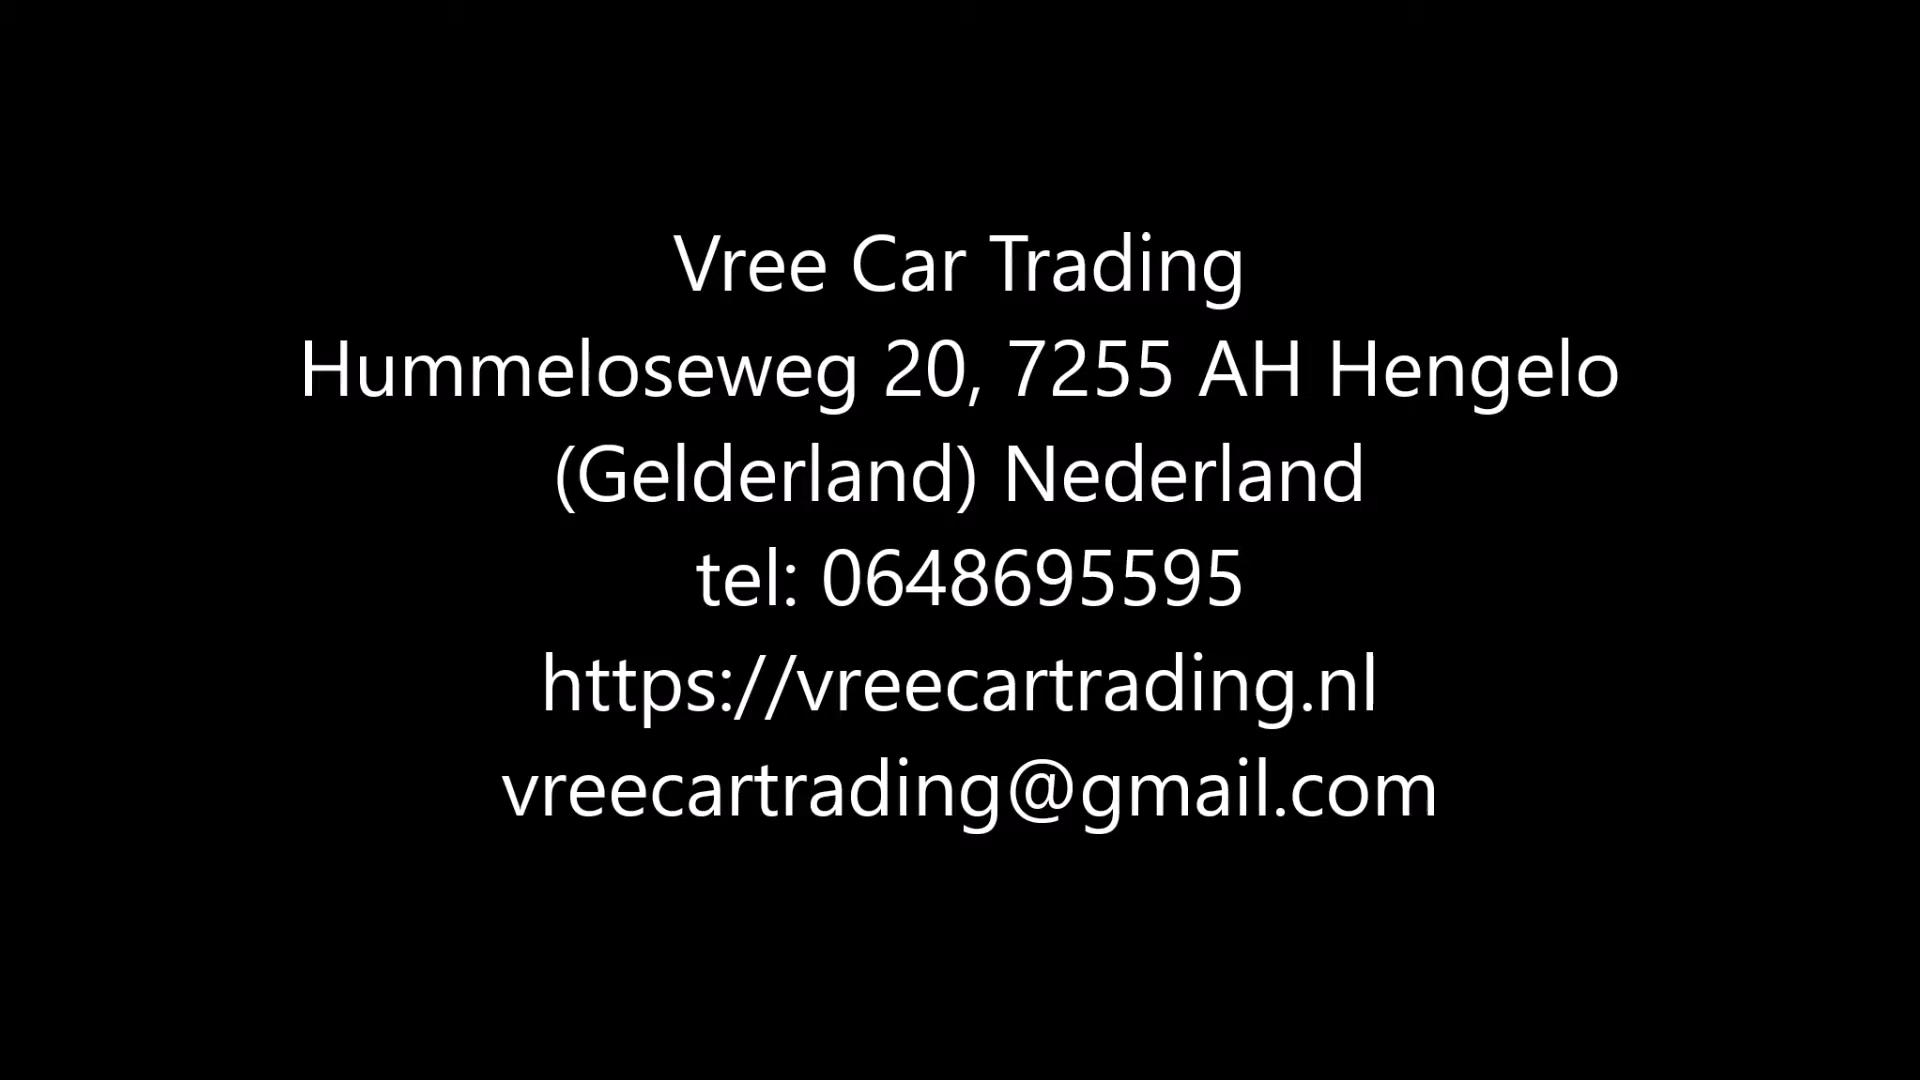 Vree Car Trading
Hummeloseweg 20, 7255 AH Hengelo
(Gelderland) Nederland
tel: 0648695595
https://vreecartrading.nl
vreecartrading@gmail.com